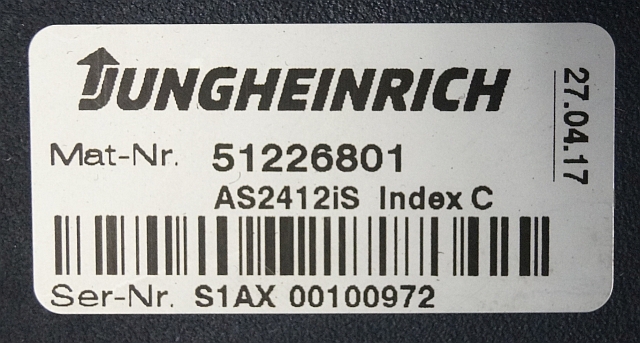 JUNGHEINRICH
Mat-Nr. 51226801
AS2412iS Index C
Ser-Nr. S1AX 00100972
27.04.17